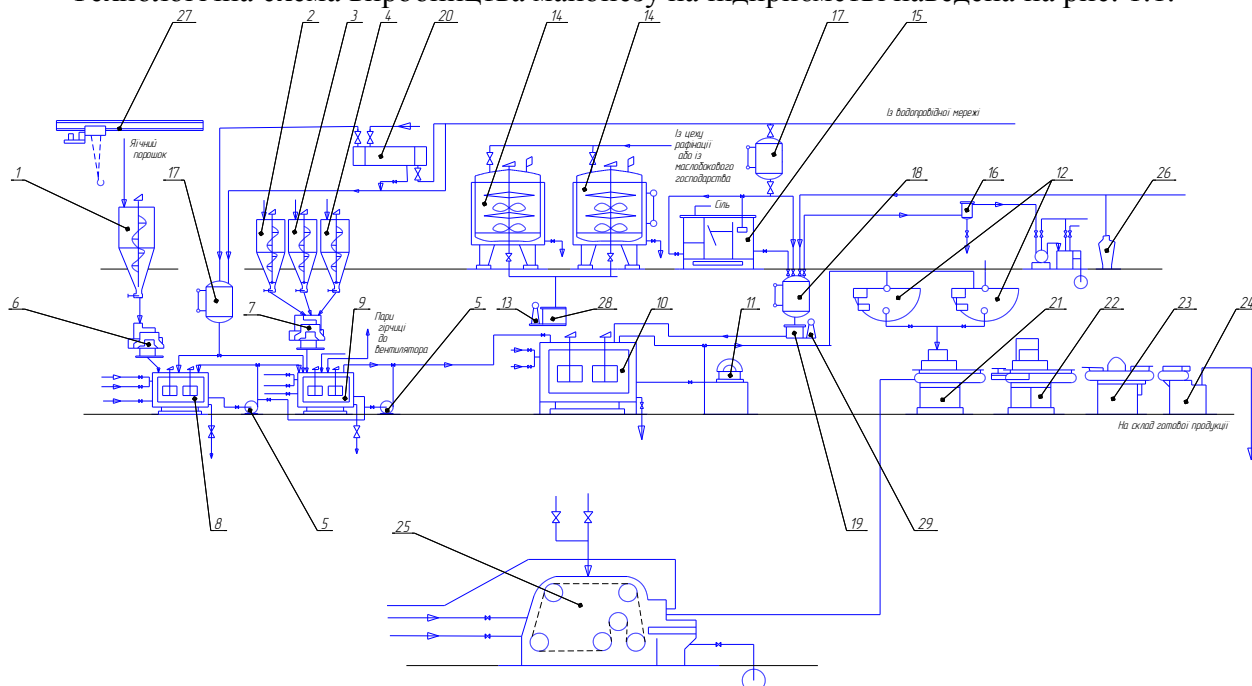 Технологічна схема виробництва майонезу на підприємстві наведена на рис. 1.1.
27
2
3
4
20
14
14
17
15
Із водопровідної мережі
Яічний
порошок
Із цеху
рафінації
або із
маслобакового
господарства
1
17
18
16
12
26
Сіль
6
7
9
5
13
28
10
11
21
22
23
24
Пари
гірчиці
до
вентилятора
На склад готової продукції
8
5
25
19
29